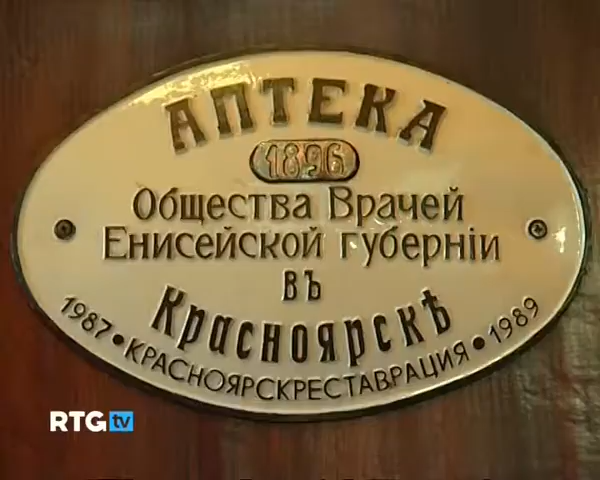 АПТЕКА
1896
Общества Врачей
Енисейской губернiи
въ
Красноярскѣ
1987 • КРАСНОЯРСКРЕСТАВРАЦИЯ • 1989
RTG tv